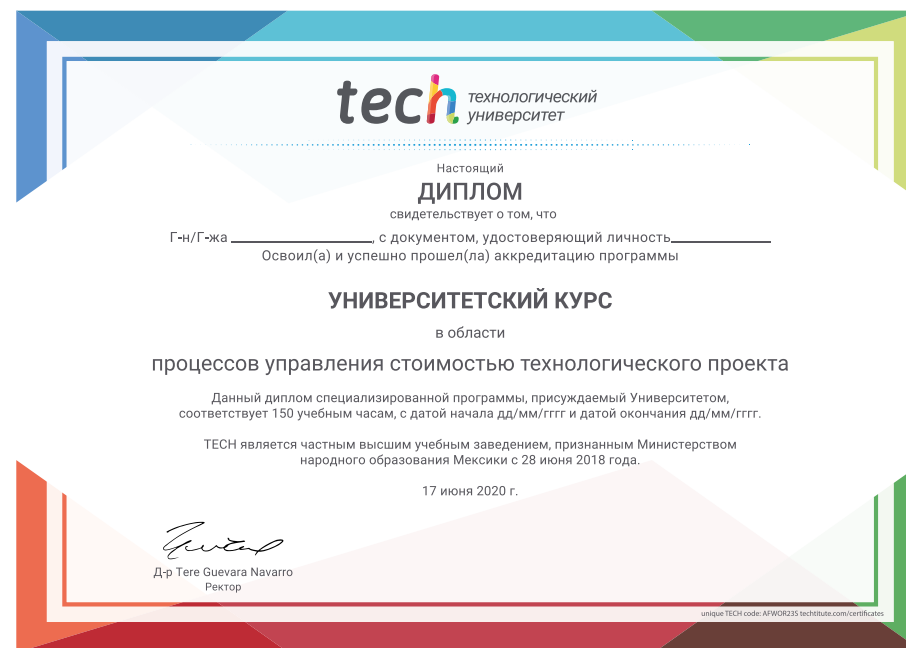 tech технологический
университет
Настоящий
ДИПЛОМ
свидетельствует о том, что
Г-н/Г-жа ____________________, с документом, удостоверяющий личность______________
Освоил(а) и успешно прошел(ла) аккредитацию программы
УНИВЕРСИТЕТСКИЙ КУРС
в области
процессов управления стоимостью технологического проекта
Данный диплом специализированной программы, присуждаемый Университетом,
соответствует 150 учебным часам, с датой начала дд/мм/гггг и датой окончания дд/мм/гггг.
TECH является частным высшим учебным заведением, признанным Министерством
народного образования Мексики с 28 июня 2018 года.
17 июня 2020 г.
Д-р Tere Guevara Navarro
Ректор
unique TECH code: AFWOR23S techtitute.com/certificates